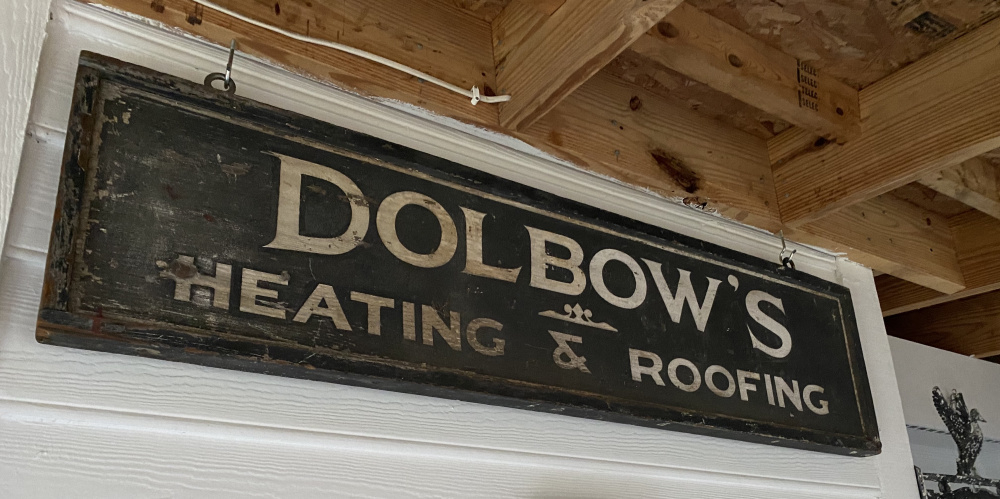 DOLBOW'S
HEATING & ROOFING